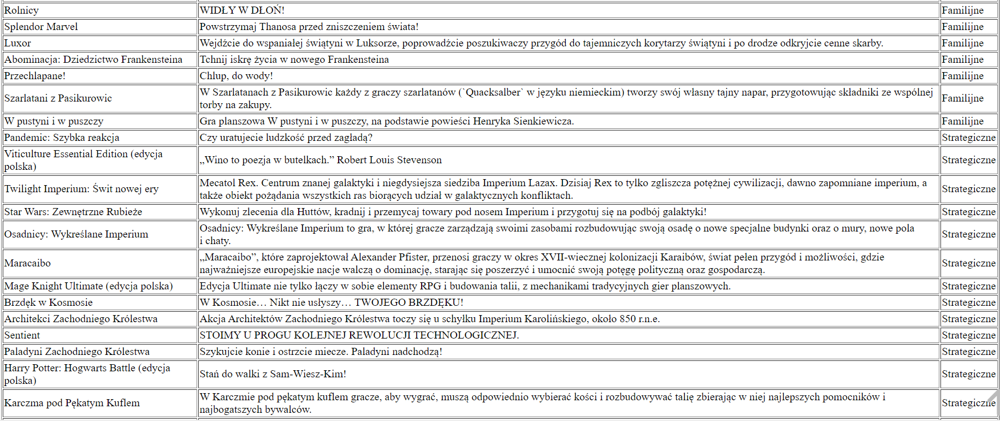 Rolnicy WIDŁY W DŁOŃ! Familijne
Splendor Marvel Powstrzymaj Thanosa przed zniszczeniem świata! Familijne
Luxor Wejdźcie do wspaniałej świątyni w Luksorze, poprowadźcie poszukiwaczy przygód do tajemniczych korytarzy świątyni i po drodze odkryjcie cenne skarby. Familijne
Abominacja: Dziedzictwo Frankensteina Tchnij iskrę życia w nowego Frankensteina Familijne
Przechlapane! Chlup, do wody! Familijne
Szarlatani z Pasikurowic
W Szarlatanach z Pasikurowic każdy z graczy szarlatanów (`Quacksalber` w języku niemieckim) tworzy swój własny tajny napar, przygotowując składniki ze wspólnej
torby na zakupy.
Familijne
W pustyni i w puszczy Gra planszowa W pustyni i w puszczy, na podstawie powieści Henryka Sienkiewicza. Familijne
Pandemic: Szybka reakcja Czy uratujecie ludzkość przed zagładą? Strategiczne
Viticulture Essential Edition (edycja
polska)
„Wino to poezja w butelkach.” Robert Louis Stevenson
Strategiczne
Twilight Imperium: Świt nowej ery
Mecatol Rex. Centrum znanej galaktyki i niegdysiejsza siedziba Imperium Lazax. Dzisiaj Rex to tylko zgliszcza potężnej cywilizacji, dawno zapomniane imperium, a
także obiekt pożądania wszystkich ras biorących udział w galaktycznych konfliktach.
Strategiczne
Star Wars: Zewnętrzne Rubieże Wykonuj zlecenia dla Huttów, kradnij i przemycaj towary pod nosem Imperium i przygotuj się na podbój galaktyki! Strategiczne
Osadnicy: Wykreślane Imperium
Osadnicy: Wykreślane Imperium to gra, w której gracze zarządzają swoimi zasobami rozbudowując swoją osadę o nowe specjalne budynki oraz o mury, nowe pola
i chaty.
Strategiczne
Maracaibo
„Maracaibo”, które zaprojektował Alexander Pfister, przenosi graczy w okres XVII-wiecznej kolonizacji Karaibów, świat pełen przygód i możliwości, gdzie
najważniejsze europejskie nacje walczą o dominację, starając się poszerzyć i umocnić swoją potęgę polityczną oraz gospodarczą.
Strategiczne
Mage Knight Ultimate (edycja polska) Edycja Ultimate nie tylko łączy w sobie elementy RPG i budowania talii, z mechanikami tradycyjnych gier planszowych. Strategiczne
Brzdęk w Kosmosie W Kosmosie… Nikt nie usłyszy… TWOJEGO BRZDĘKU! Strategiczne
Architekci Zachodniego Królestwa Akcja Architektów Zachodniego Królestwa toczy się u schyłku Imperium Karolińskiego, około 850 r.n.e. Strategiczne
Sentient STOIMY U PROGU KOLEJNEJ REWOLUCJI TECHNOLOGICZNEJ. Strategiczne
Paladyni Zachodniego Królestwa Szykujcie konie i ostrzcie miecze. Paladyni nadchodzą! Strategiczne
Harry Potter: Hogwarts Battle (edycja
polska)
Stań do walki z Sam-Wiesz-Kim!
Strategiczne
Karczma pod Pękatym Kuflem
W Karczmie pod pękatym kuflem gracze, aby wygrać, muszą odpowiednio wybierać kości i rozbudowywać talię zbierając w niej najlepszych pomocników i
najbogatszych bywalców.
Strategiczne